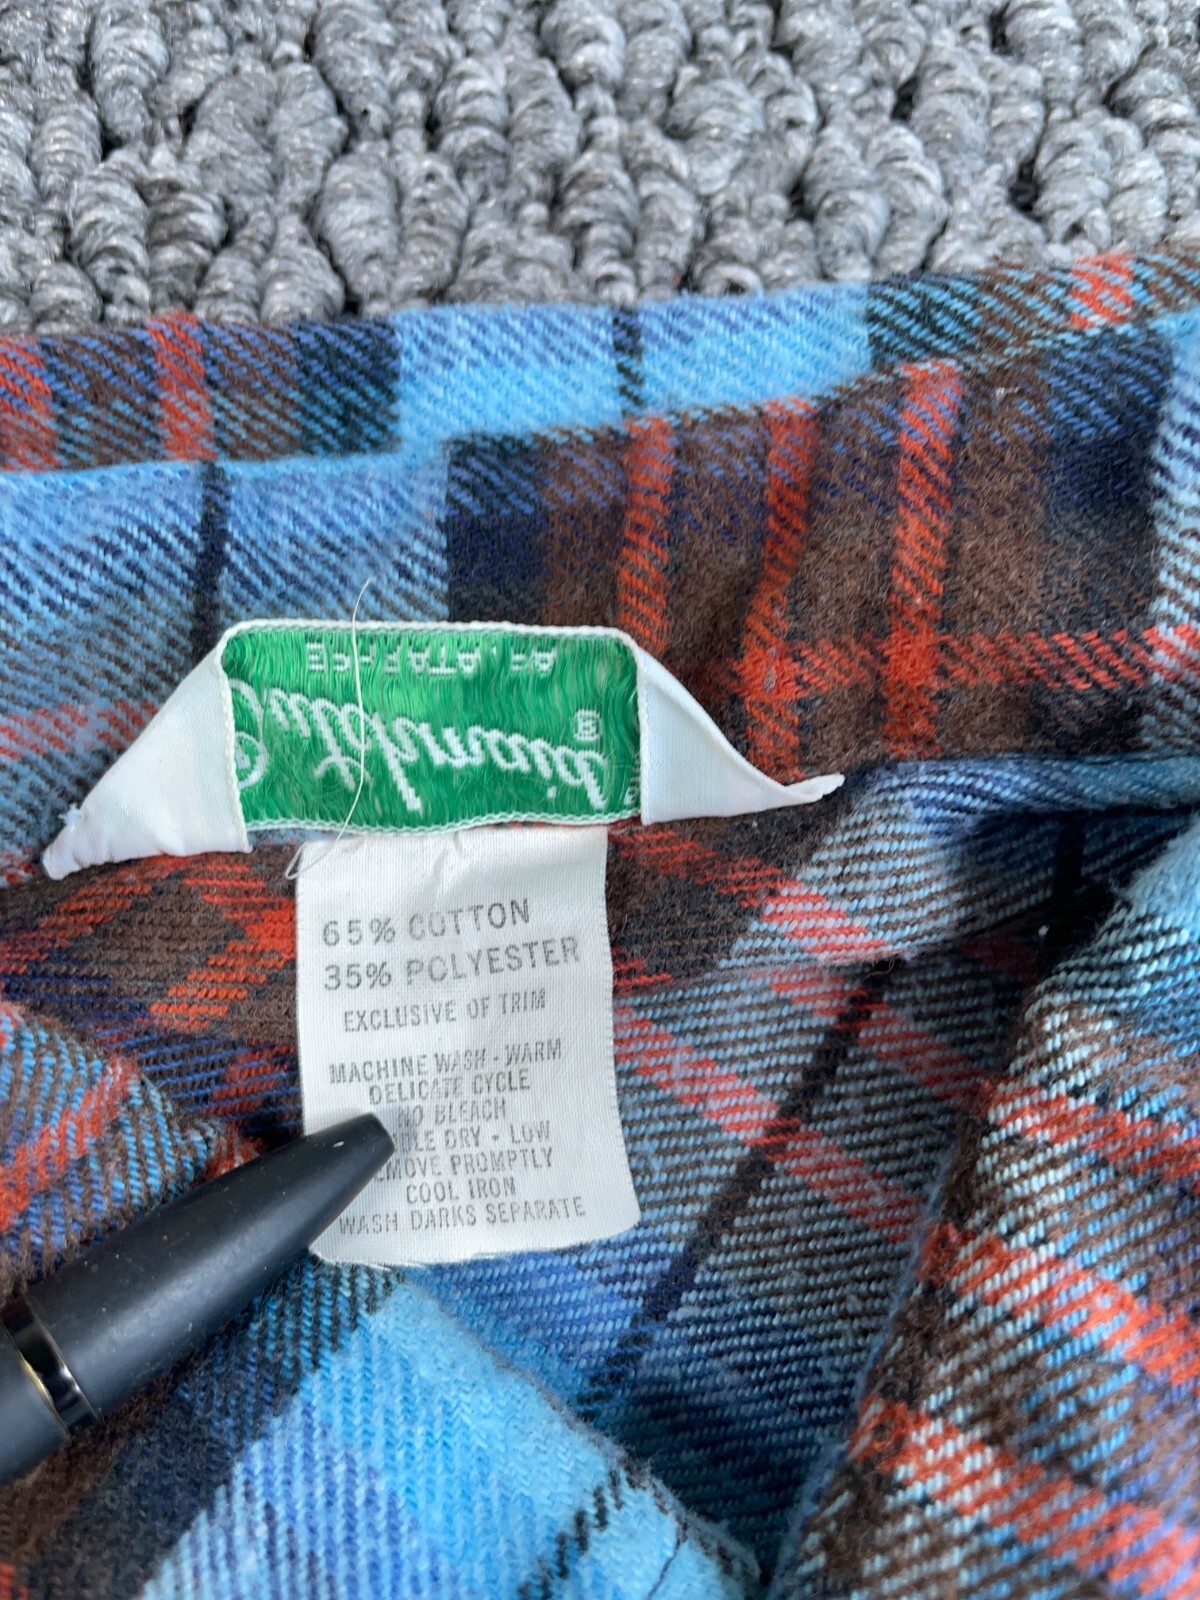 65% COTTON
35% POLYESTER
EXCLUSIVE OF TRIM
MACHINE WASH - WARM
DELICATE CYCLE
NO BLEACH
DRY - LOW
PROMPTLY
COOL IRON
WASH DARKS SEPARATE